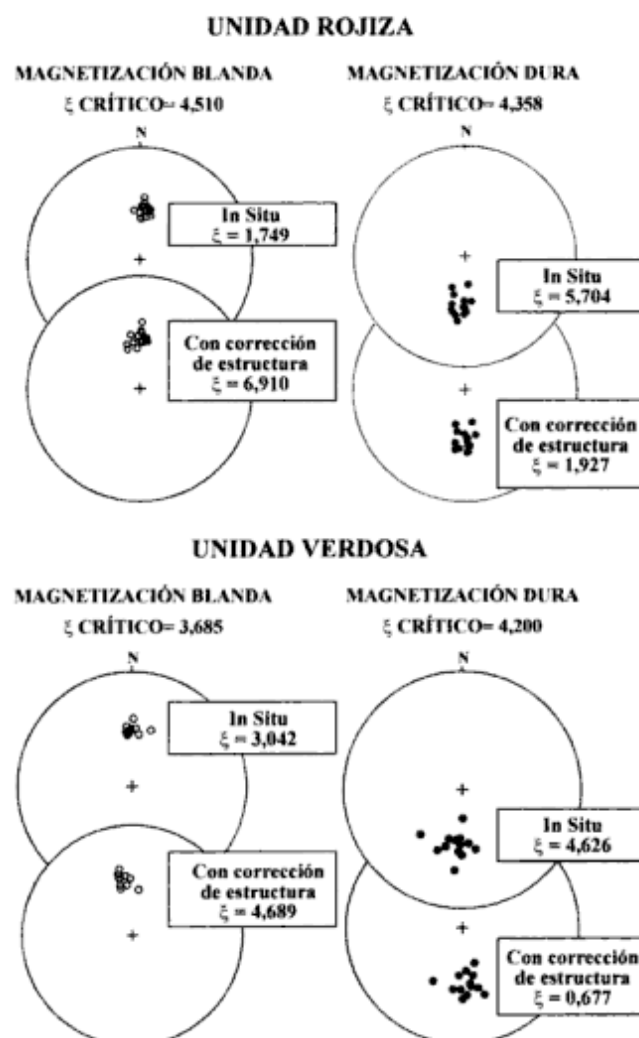 UNIDAD ROJIZA
MAGNETIZACIÓN BLANDA
ξ CRÍTICO= 4,510
N
In Situ
ξ = 1,749
Con corrección
de estructura
ξ = 6,910
MAGNETIZACIÓN DURA
ξ CRÍTICO= 4,358
N
In Situ
ξ = 5,704
Con corrección
de estructura
ξ = 1,927
UNIDAD VERDOSA
MAGNETIZACIÓN BLANDA
ξ CRÍTICO= 3,685
N
In Situ
ξ = 3,042
Con corrección
de estructura
ξ = 4,689
MAGNETIZACIÓN DURA
ξ CRÍTICO= 4,200
N
In Situ
ξ = 4,626
Con corrección
de estructura
ξ = 0,677